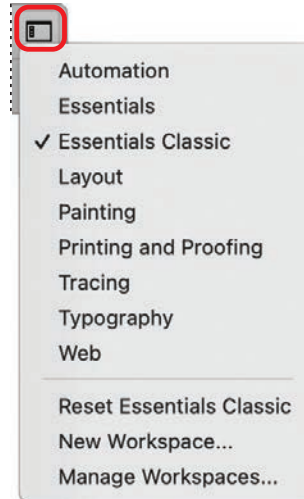 Automation
Essentials
✓ Essentials Classic
Layout
Painting
Printing and Proofing
Tracing
Typography
Web
Reset Essentials Classic
New Workspace...
Manage Workspaces...